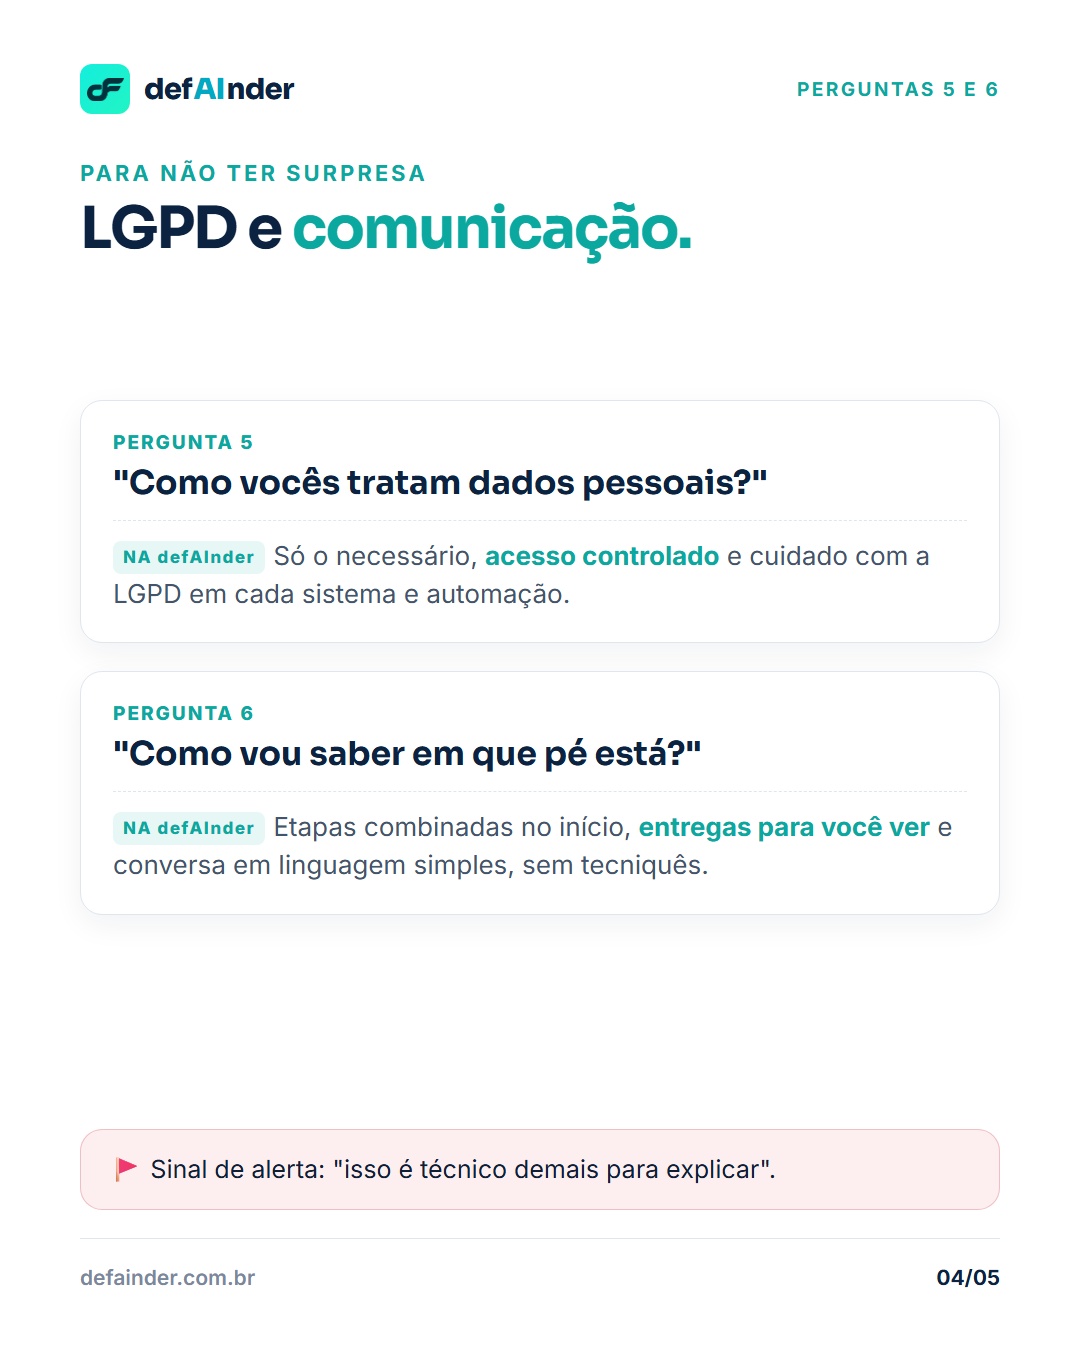 defAInder
PERGUNTAS 5 E 6
PARA NÃO TER SURPRESA
LGPD e comunicação.
PERGUNTA 5
"Como vocês tratam dados pessoais?"
NA defAInder Só o necessário, acesso controlado e cuidado com a
LGPD em cada sistema e automação.
PERGUNTA 6
"Como vou saber em que pé está?"
NA defAInder Etapas combinadas no início, entregas para você ver e
conversa em linguagem simples, sem tecniquês.
Sinal de alerta: "isso é técnico demais para explicar".
defainder.com.br
04/05